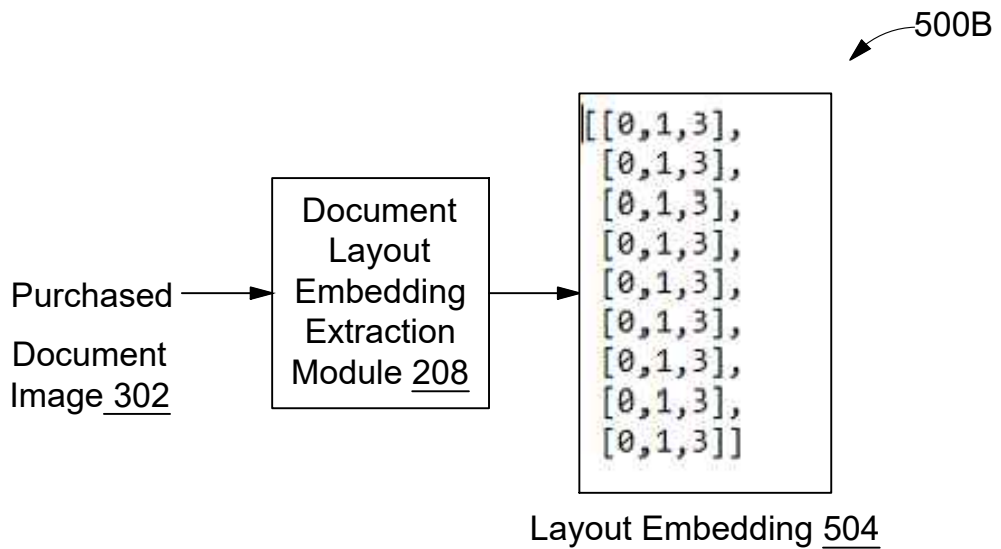 500B
Purchased
Document
Image 302
Document
Layout
Embedding
Extraction
Module 208
[[0,1,3],
[0,1,3],
[0,1,3],
[0,1,3],
[0,1,3],
[0,1,3],
[0,1,3],
[0,1,3],
[0,1,3]]
Layout Embedding 504